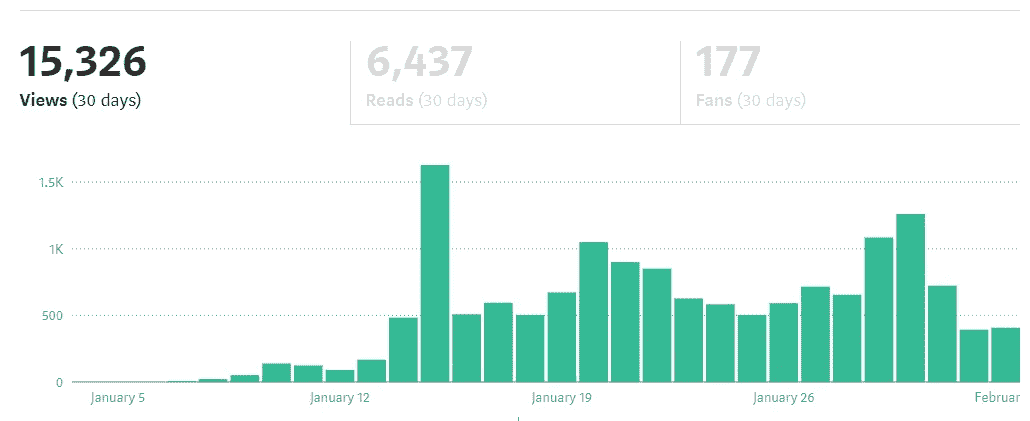 15,326
Views (30 days)
6,437
Reads (30 days)
177
Fans (30 days)
1.5K
1K
500
0
January 5
January 12
January 19
January 26
Februar